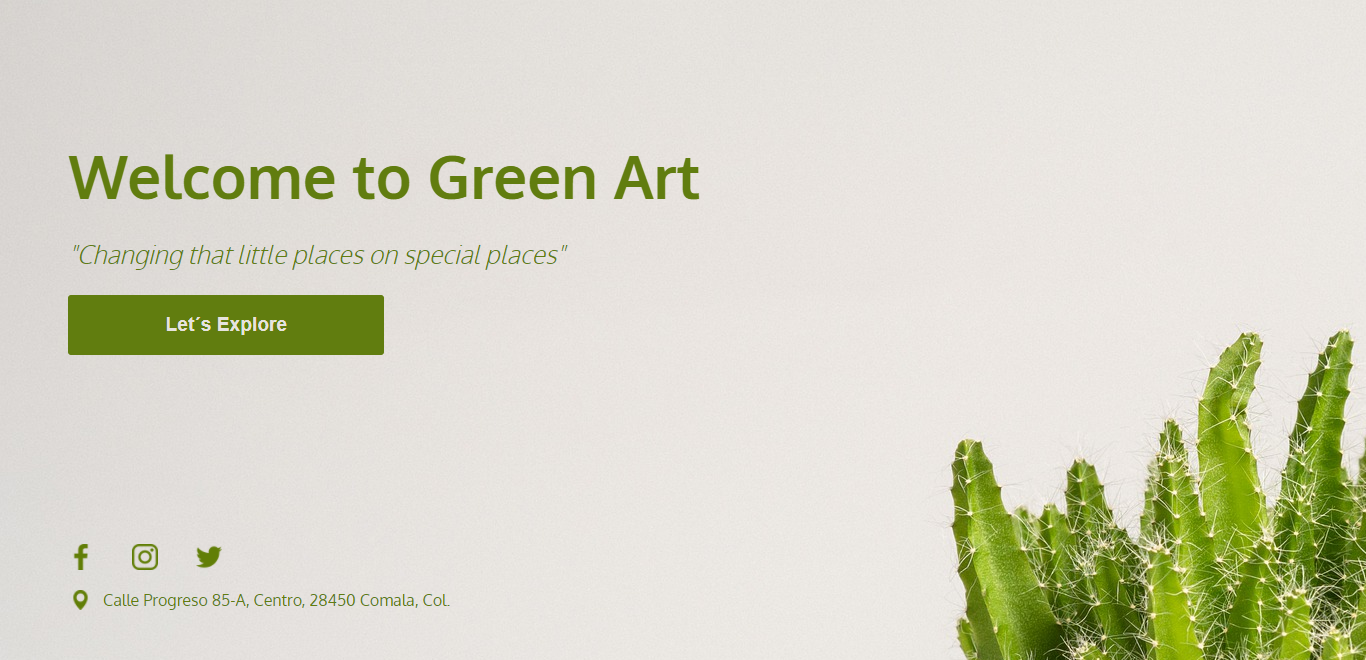 Welcome to Green Art
"Changing that little places on special places"
Let´s Explore
Calle Progreso 85-A, Centro, 28450 Comala, Col.